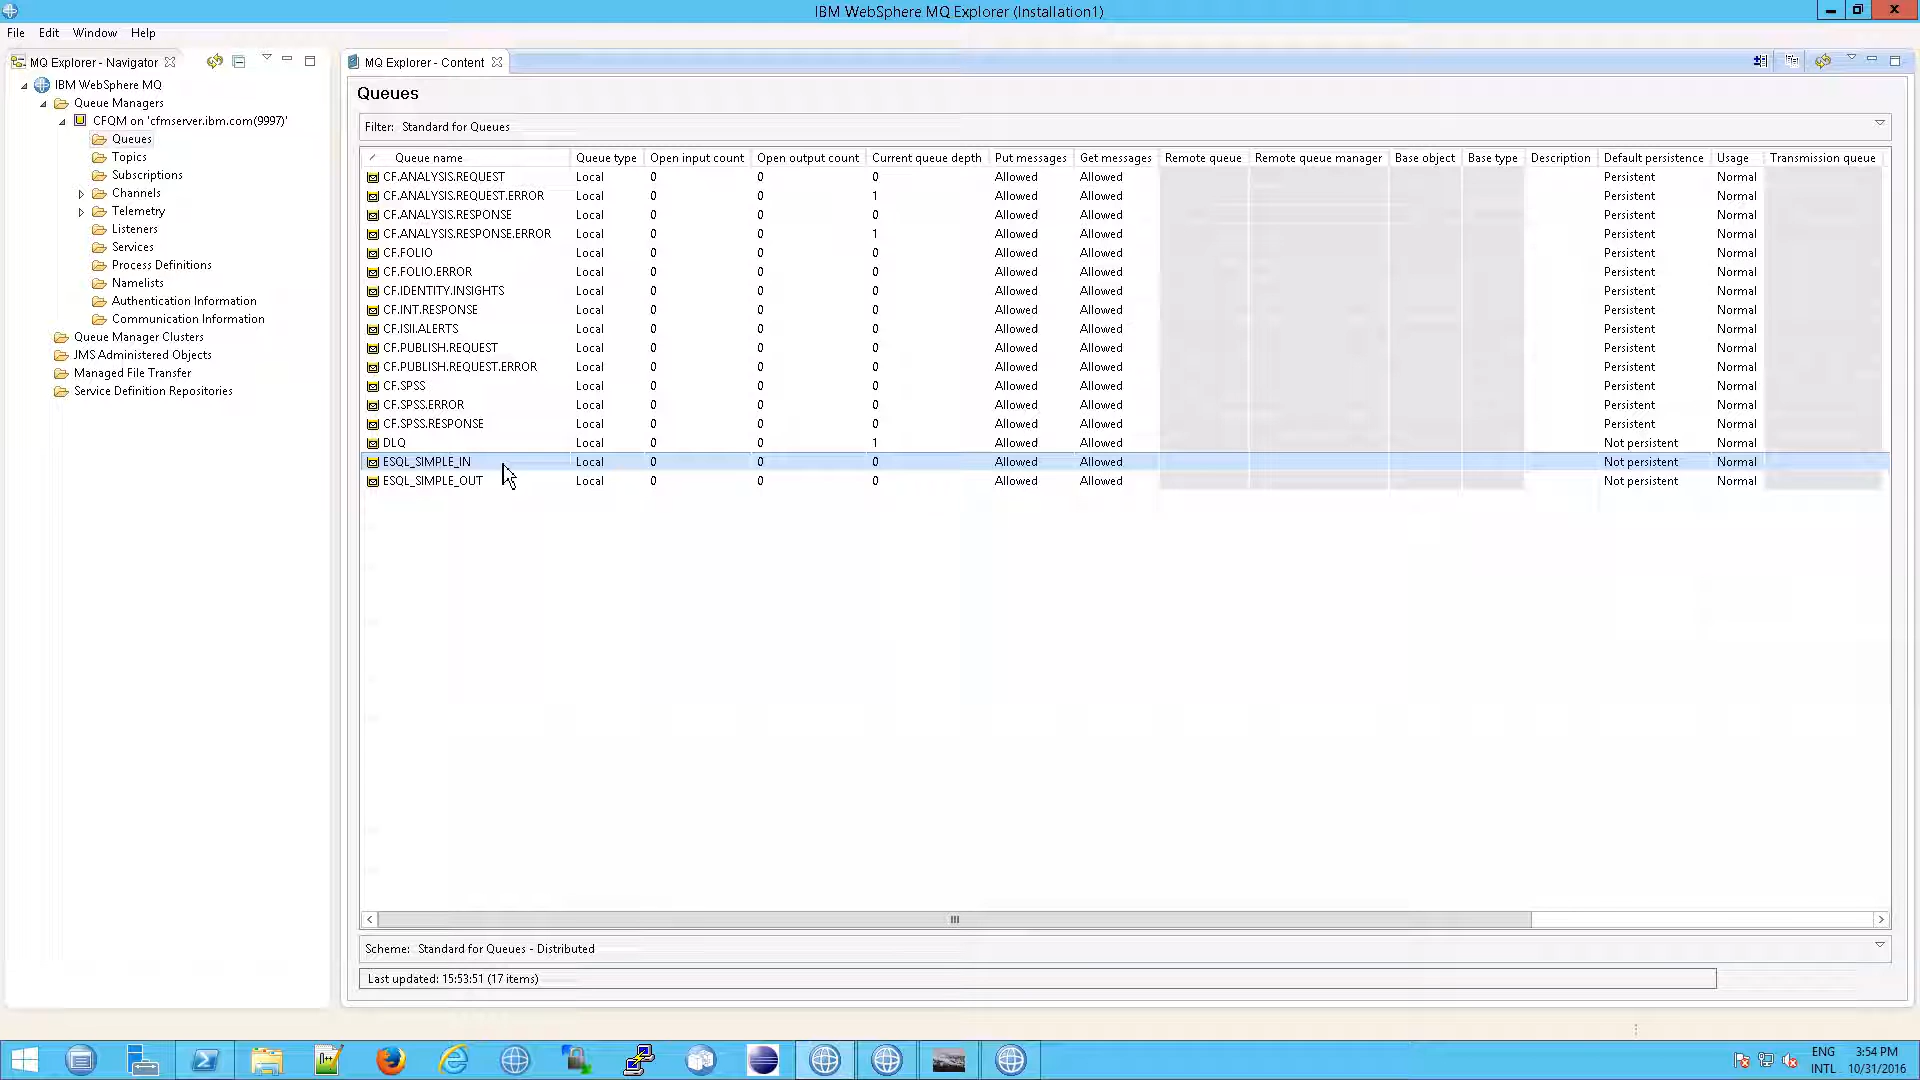 IBM WebSphere MQ Explorer (Installation1)
File Edit Window Help
MQ Explorer - Navigator
IBM WebSphere MQ
Queue Managers
CFQM on 'cfmserver.ibm.com(9997)'
Queues
Topics
Subscriptions
Channels
Telemetry
Listeners
Services
Process Definitions
Namelists
Authentication Information
Communication Information
Queue Manager Clusters
JMS Administered Objects
Managed File Transfer
Service Definition Repositories
MQ Explorer - Content
Queues
Filter: Standard for Queues
Queue name Queue type Open input count Open output count Current queue depth Put messages Get messages Remote queue Remote queue manager Base object Base type Description Default persistence Usage Transmission queue
CF.ANALYSIS.REQUEST Local 0 0 0 Allowed Allowed Persistent Normal
CF.ANALYSIS.REQUEST.ERROR Local 0 0 1 Allowed Allowed Persistent Normal
CF.ANALYSIS.RESPONSE Local 0 0 0 Allowed Allowed Persistent Normal
CF.ANALYSIS.RESPONSE.ERROR Local 0 0 1 Allowed Allowed Persistent Normal
CF.FOLIO Local 0 0 0 Allowed Allowed Persistent Normal
CF.FOLIO.ERROR Local 0 0 0 Allowed Allowed Persistent Normal
CF.IDENTITY.INSIGHTS Local 0 0 0 Allowed Allowed Persistent Normal
CF.INT.RESPONSE Local 0 0 0 Allowed Allowed Persistent Normal
CF.ISII.ALERTS Local 0 0 0 Allowed Allowed Persistent Normal
CF.PUBLISH.REQUEST Local 0 0 0 Allowed Allowed Persistent Normal
CF.PUBLISH.REQUEST.ERROR Local 0 0 0 Allowed Allowed Persistent Normal
CF.SPSS Local 0 0 0 Allowed Allowed Persistent Normal
CF.SPSS.ERROR Local 0 0 0 Allowed Allowed Persistent Normal
CF.SPSS.RESPONSE Local 0 0 0 Allowed Allowed Persistent Normal
DLQ Local 0 0 1 Allowed Allowed Not persistent Normal
ESQL_SIMPLE_IN Local 0 0 0 Allowed Allowed Not persistent Normal
ESQL_SIMPLE_OUT Local 0 0 0 Allowed Allowed Not persistent Normal
Scheme: Standard for Queues - Distributed
Last updated: 15:53:51 (17 items)
ENG 3:54 PM
INTL 10/31/2016